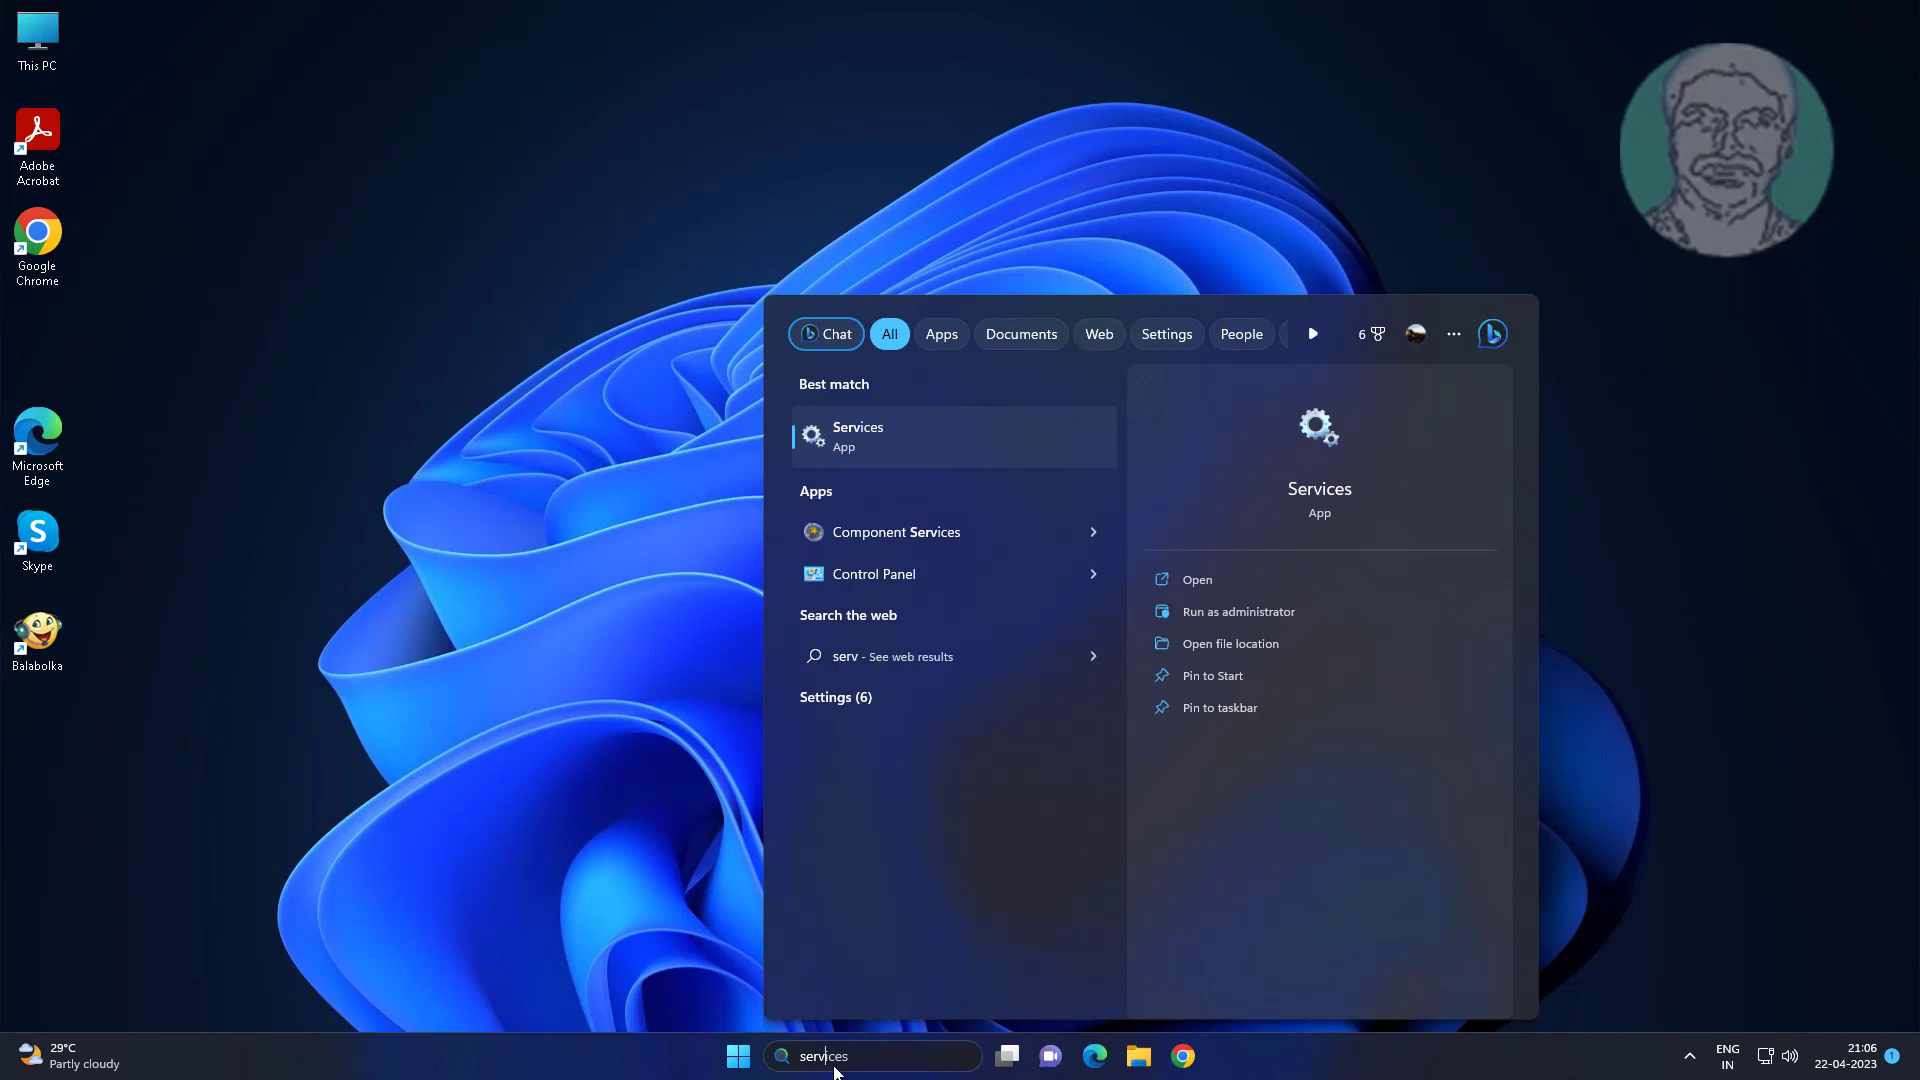 This PC
Adobe
Acrobat
Google
Chrome
Microsoft
Edge
S
Skype
Balabolka
Chat
All
Apps
Documents
Web
Settings
People
6
Best match
Services
App
Apps
Component Services
Control Panel
Search the web
serv - See web results
Settings (6)
Services
App
Open
Run as administrator
Open file location
Pin to Start
Pin to taskbar
29°C
Partly cloudy
services
ENG
IN
21:06
22-04-2023
1